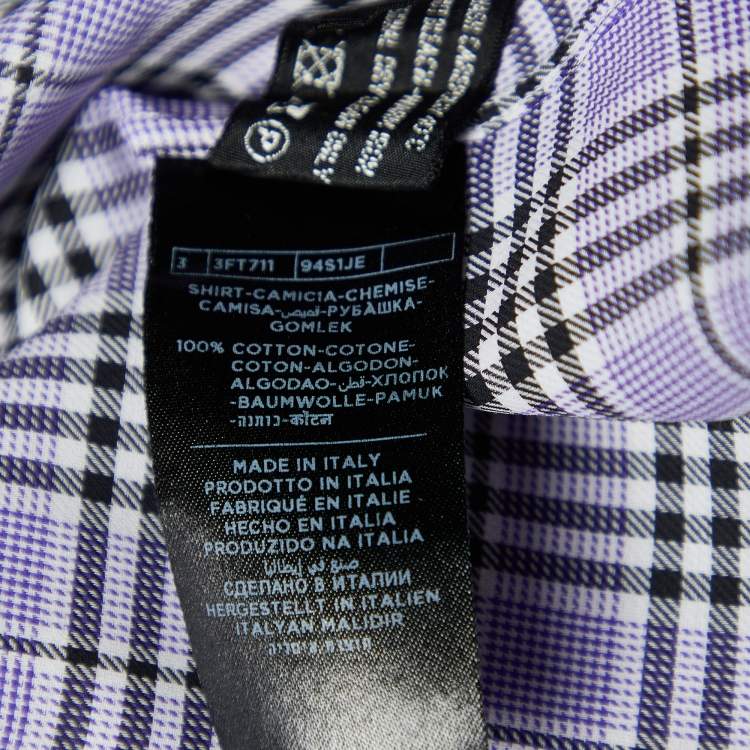 3 3FT711 94S1JE
SHIRT-CAMICIA-CHEMISE-
CAMISA-قميص-РУБАШКА-
GOMLEK
100% COTTON-COTONE-
COTON-ALGODON-
ALGODAO-قطن-ХЛОПОК
-BAUMWOLLE-PAMUK
-כותנה-कॉटन
MADE IN ITALY
PRODOTTO IN ITALIA
FABRIQUÉ EN ITALIE
HECHO EN ITALIA
PRODUZIDO NA ITALIA
صنع في إيطاليا
СДЕЛАНО В ИТАЛИИ
HERGESTELLT IN ITALIEN
ITALYAN MALIDIR